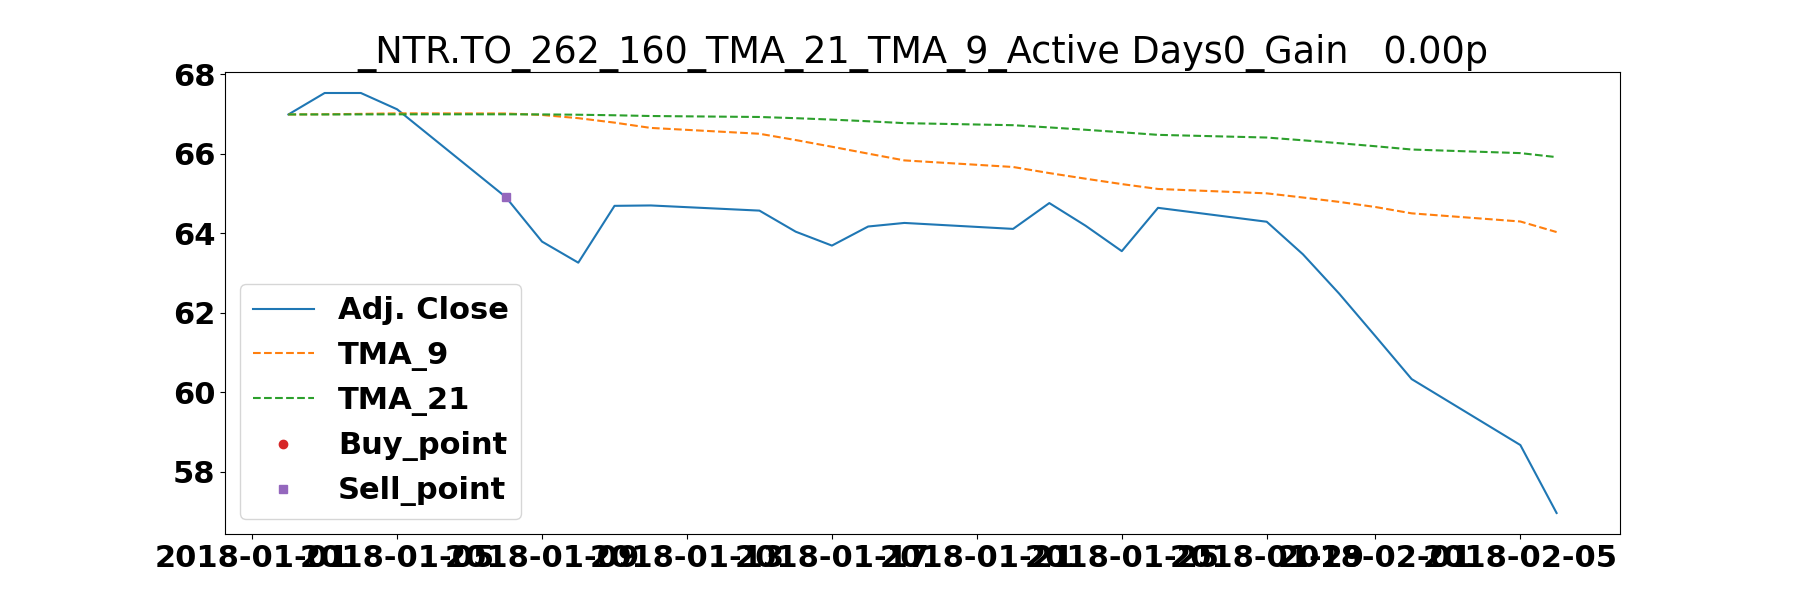 _NTR.TO_262_160_TMA_21_TMA_9_Active Days0_Gain   0.00p
68
66
64
62
60
58
Adj. Close
TMA_9
TMA_21
Buy_point
Sell_point
2018-01-01 2018-01-05 2018-01-09 2018-01-13 2018-01-17 2018-01-21 2018-01-25 2018-01-29 2018-02-01 2018-02-05